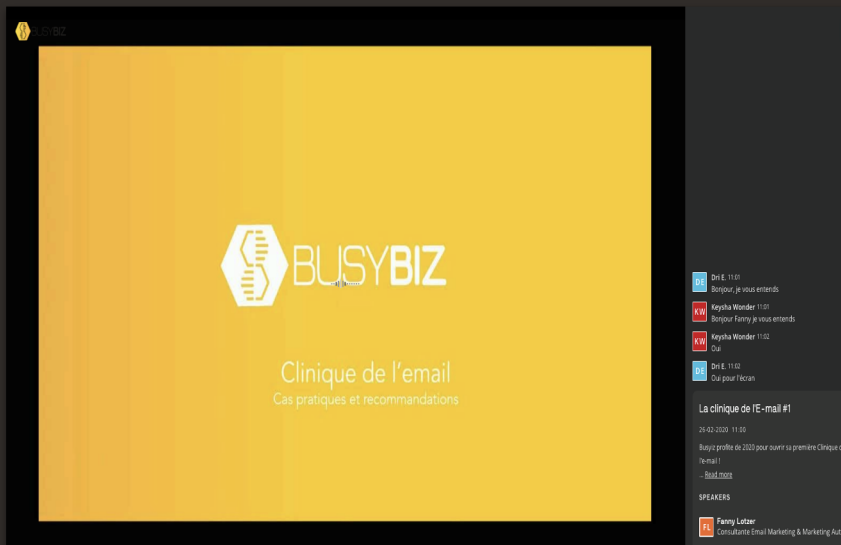 BUSYBIZ
BUSYBIZ
Clinique de l'email
Cas pratiques et recommandations
DE
Dri E. 11:01
Bonjour, je vous entends
KW
Keysha Wonder 11:01
Bonjour Fanny je vous entends
KW
Keysha Wonder 11:02
Oui
DE
Dri E. 11:02
Oui pour l'écran
La clinique de l'E-mail #1
26-02-2020 11:00
Busyiz profite de 2020 pour ouvrir sa première Clinique
l'e-mail !
... Read more
SPEAKERS
FL
Fanny Lotzer
Consultante Email Marketing & Marketing Aut